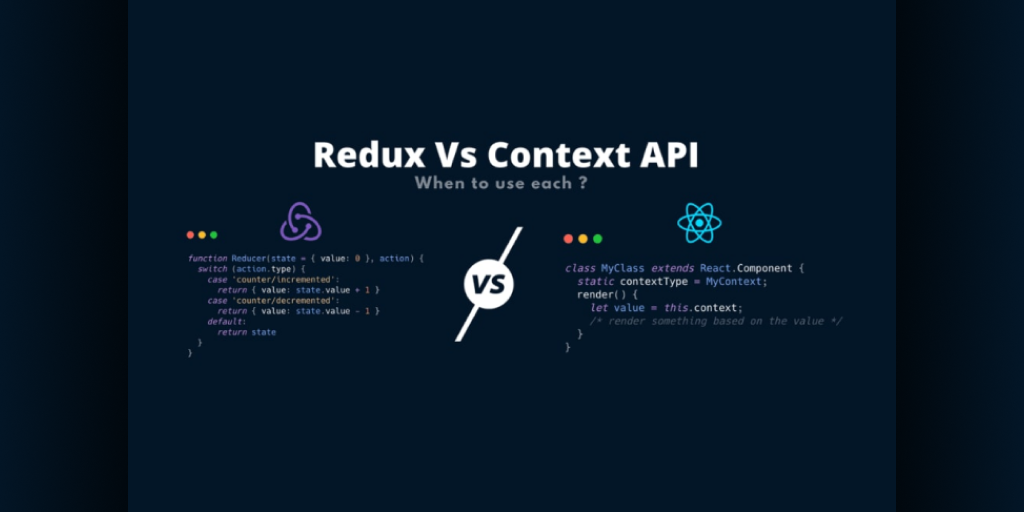 Redux Vs Context API
When to use each ?
function Reducer(state = { value: 0 }, action) {
switch (action.type) {
case 'counter/incremented':
return { value: state.value + 1 }
case 'counter/decremented':
return { value: state.value - 1 }
default:
return state
}
}
VS
class MyClass extends React.Component {
static contextType = MyContext;
render() {
let value = this.context;
/* render something based on the value */
}
}